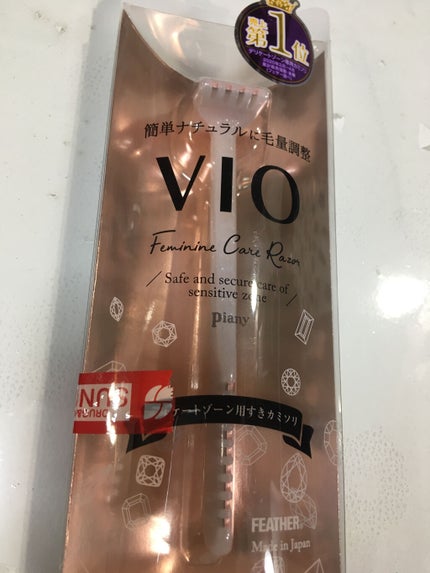 第1位
簡単ナチュラルに毛量調整
VIO
Feminine Care Razor
Safe and secure care of
sensitive zone
Piany
DRUG
SUN
ートゾーン用すきカミソリ
FEATHER
Made in Japan